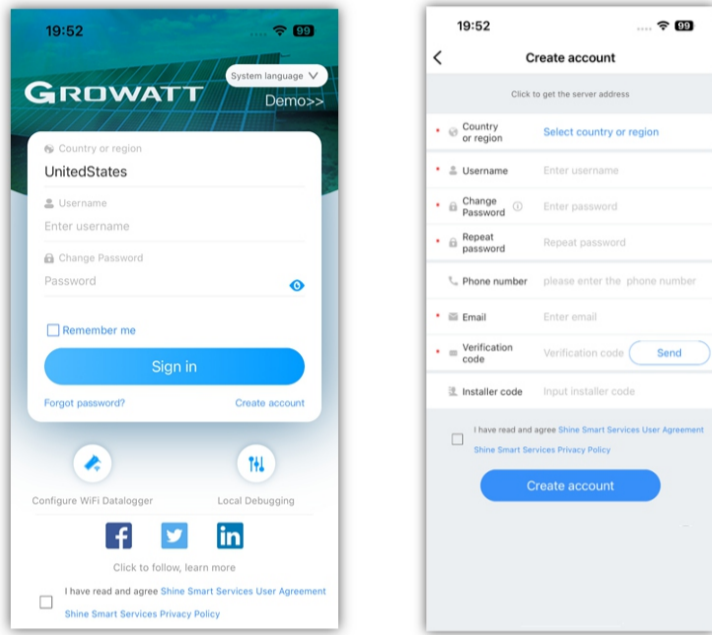 19:52
99
System language
GROWATT
Demo>>
Country or region
UnitedStates
Username
Enter username
Change Password
Password
Remember me
Sign in
Forgot password?
Create account
Configure WiFi Datalogger
Local Debugging
f
in
Click to follow, learn more
I have read and agree Shine Smart Services User Agreement
Shine Smart Services Privacy Policy
19:52
99
Create account
Click to get the server address
* Country
or region
Select country or region
* Username
Enter username
* Change
Password
Enter password
* Repeat
password
Repeat password
Phone number
please enter the phone number
* Email
Enter email
* Verification
code
Verification code
Send
Installer code
Input installer code
I have read and agree Shine Smart Services User Agreement
Shine Smart Services Privacy Policy
Create account